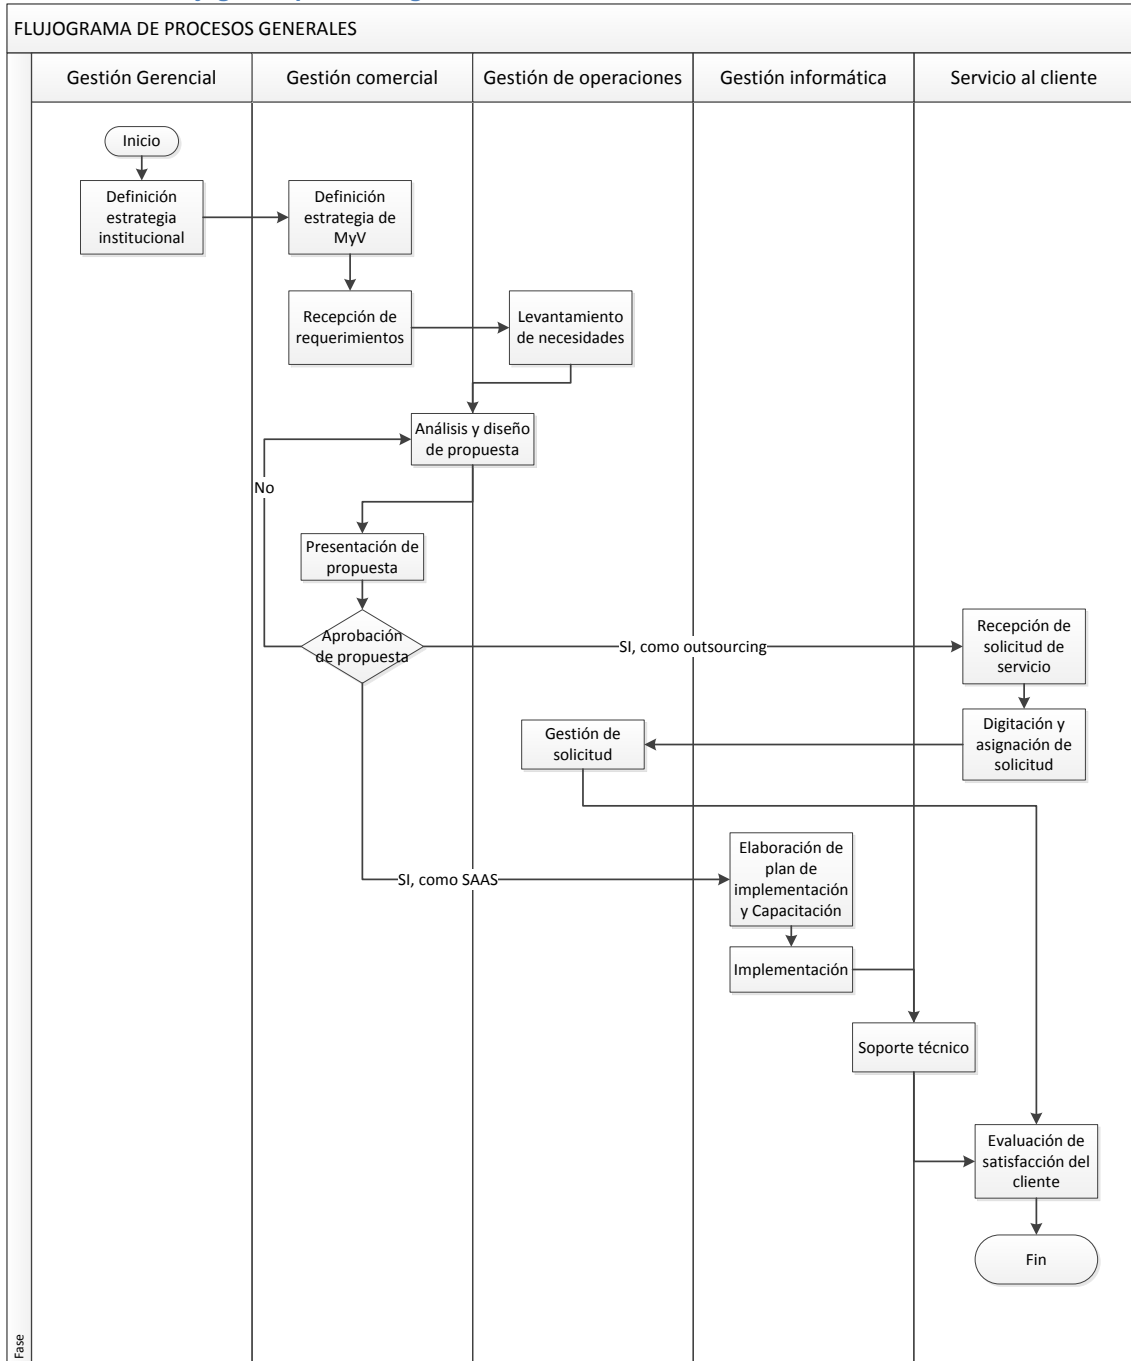 FLUJOGRAMA DE PROCESOS GENERALES
Gestión Gerencial
Gestión comercial
Gestión de operaciones
Gestión informática
Servicio al cliente
Inicio
Definición
estrategia
institucional
Definición
estrategia de
MyV
Recepción de
requerimientos
Levantamiento
de necesidades
Análisis y diseño
de propuesta
No
Presentación de
propuesta
Aprobación
de propuesta
SI, como outsourcing
Recepción de
solicitud de
servicio
Digitación y
asignación de
solicitud
Gestión de
solicitud
SI, como SAAS
Elaboración de
plan de
implementación
y Capacitación
Implementación
Soporte técnico
Evaluación de
satisfacción del
cliente
Fin
Fase